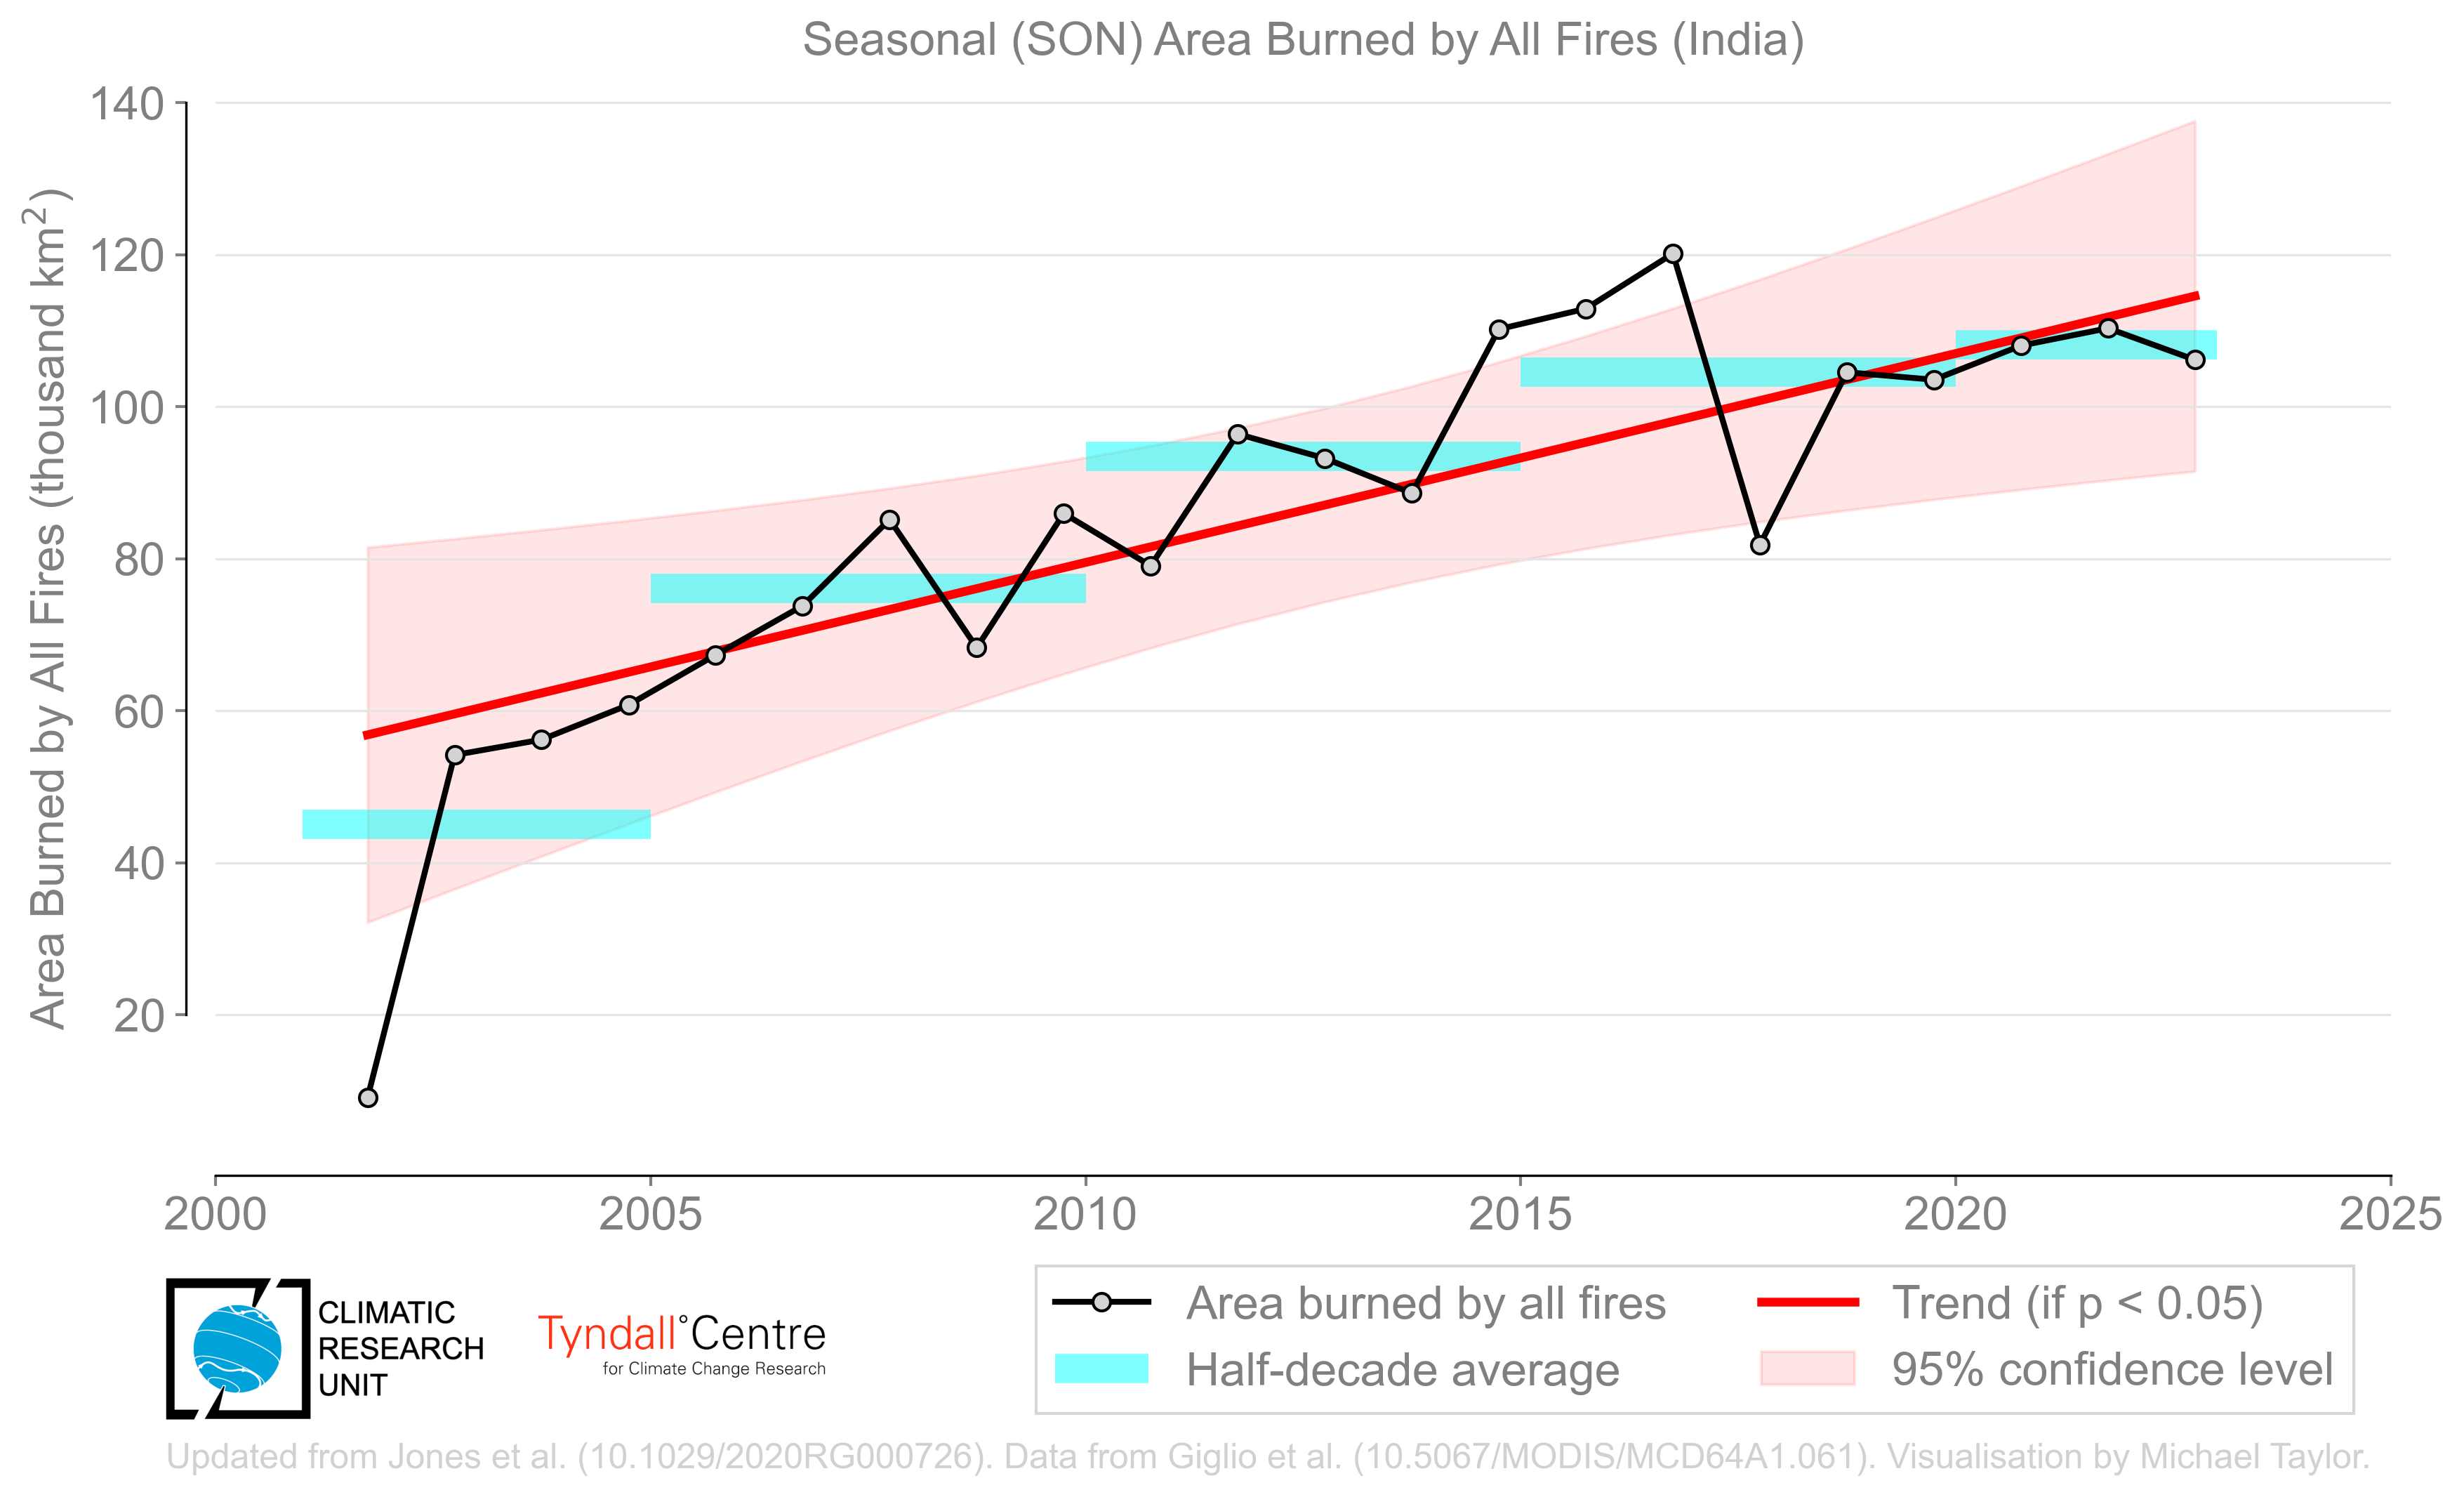 Seasonal (SON) Area Burned by All Fires (India)
Area Burned by All Fires (thousand km²)
140
120
100
80
60
40
20
2000 2005 2010 2015 2020 2025
CLIMATIC
RESEARCH
UNIT
Tyndall°Centre
for Climate Change Research
Area burned by all fires
Half-decade average
Trend (if p < 0.05)
95% confidence level
Updated from Jones et al. (10.1029/2020RG000726). Data from Giglio et al. (10.5067/MODIS/MCD64A1.061). Visualisation by Michael Taylor.